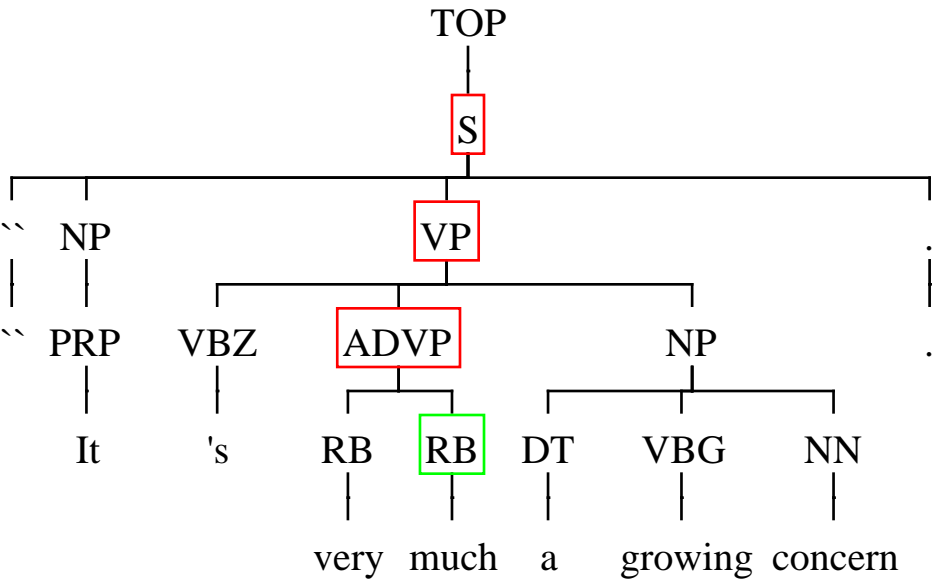 TOP
S
`` NP VP .
`` PRP VBZ ADVP NP .
It 's RB RB DT VBG NN
very much a growing concern